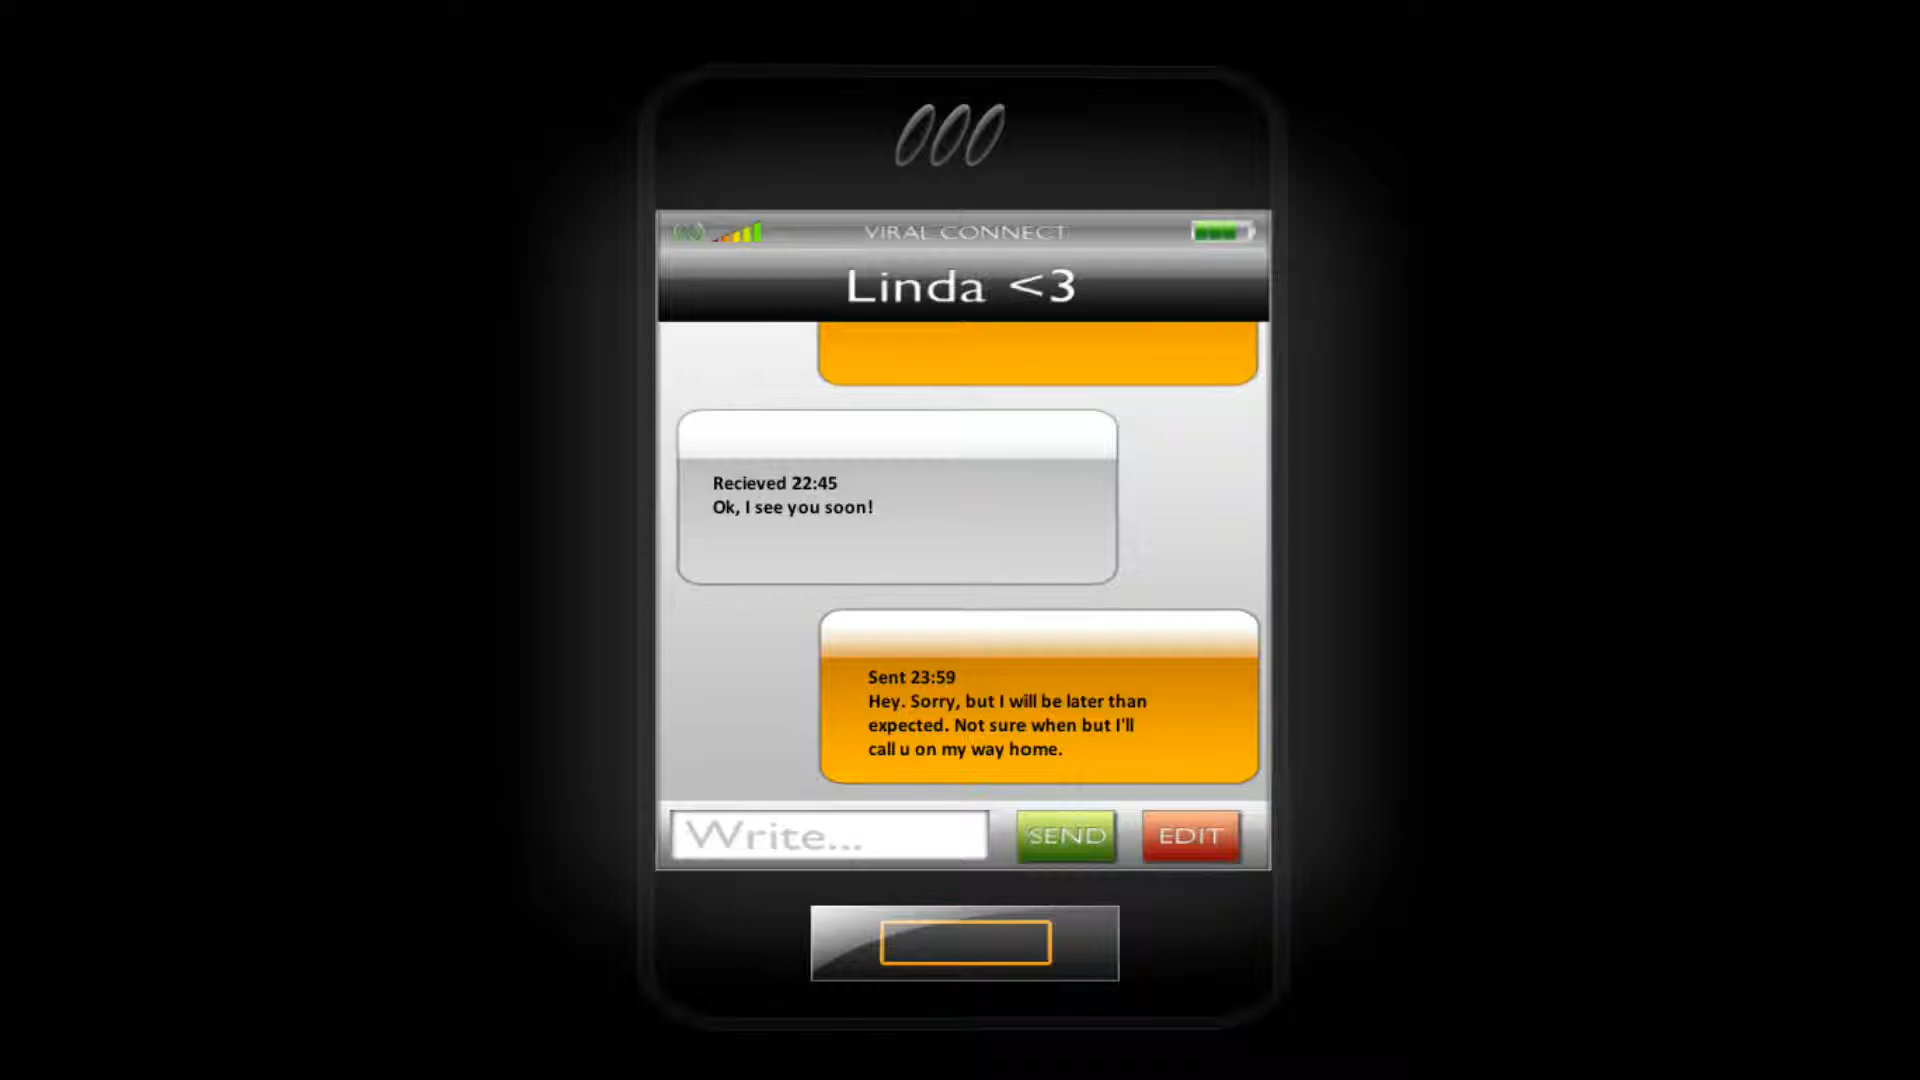 VIRAL CONNECT
Linda <3
Recieved 22:45
Ok, I see you soon!
Sent 23:59
Hey. Sorry, but I will be later than
expected. Not sure when but I'll
call u on my way home.
Write...
SEND
EDIT